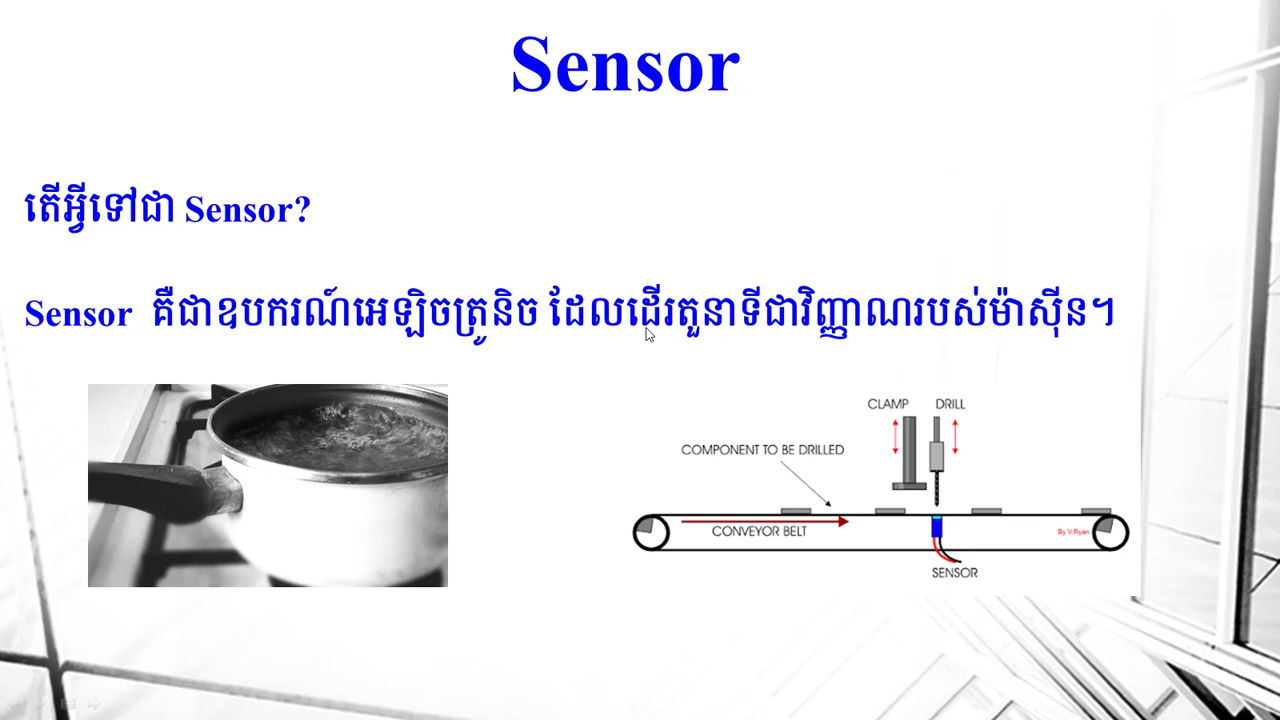 Sensor
តើអ្វីទៅជា Sensor?
Sensor គឺជាឧបករណ៍អេឡិចត្រូនិច ដែលដើរតួនាទីជាវិញ្ញាណរបស់ម៉ាស៊ីន។
CLAMP DRILL
COMPONENT TO BE DRILLED
CONVEYOR BELT
By V.Ryan
SENSOR